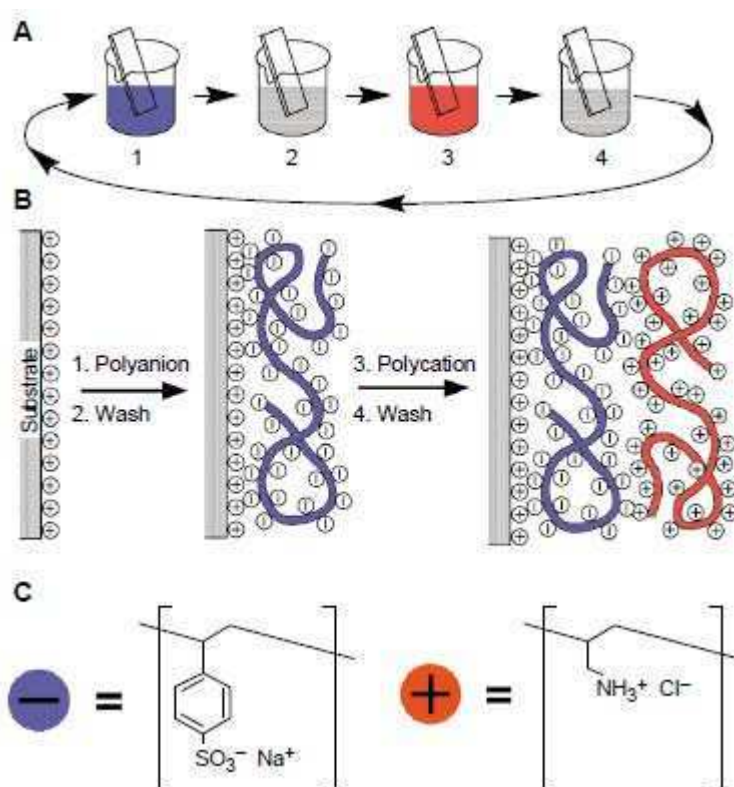 A
1 2 3 4
B
Substrate
1. Polyanion
2. Wash
3. Polycation
4. Wash
C
− = SO₃⁻ Na⁺
+ = NH₃⁺ Cl⁻